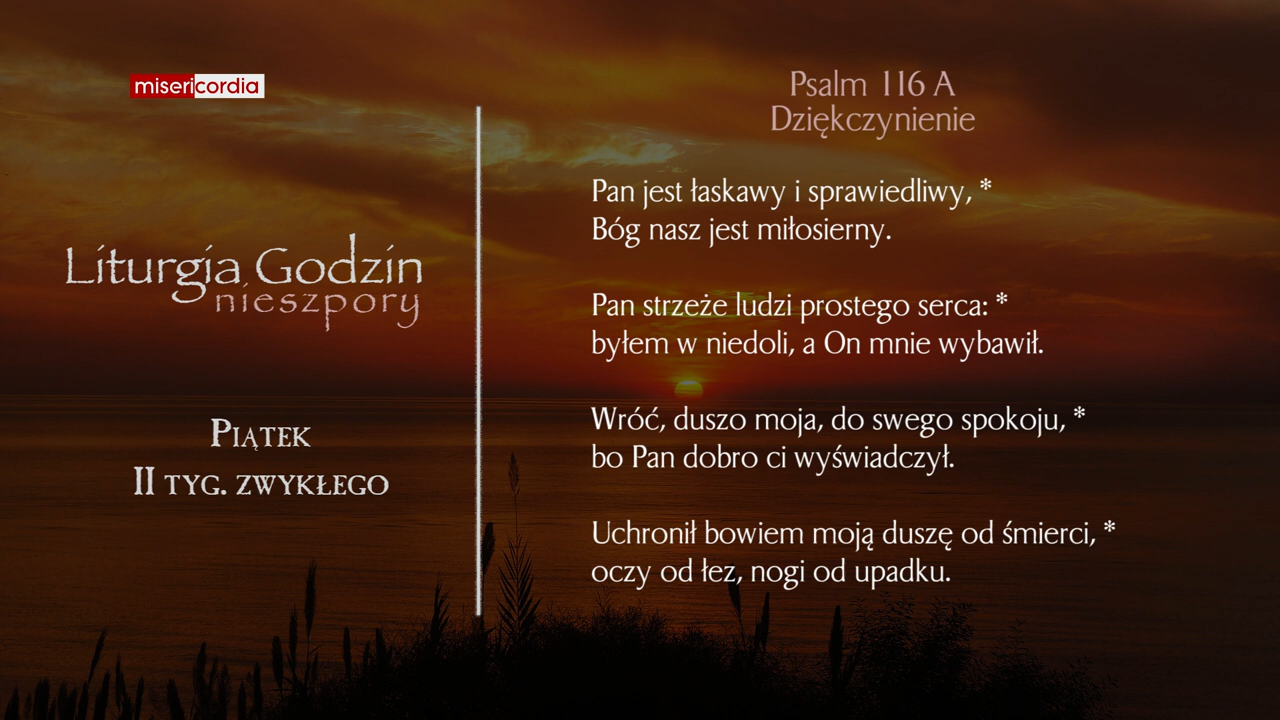 misericordia
Liturgia Godzin
nieszpory
Piątek
II tyg. zwykłego
Psalm 116 A
Dziękczynienie
Pan jest łaskawy i sprawiedliwy, *
Bóg nasz jest miłosierny.
Pan strzeże ludzi prostego serca: *
byłem w niedoli, a On mnie wybawił.
Wróć, duszo moja, do swego spokoju, *
bo Pan dobro ci wyświadczył.
Uchronił bowiem moją duszę od śmierci, *
oczy od łez, nogi od upadku.